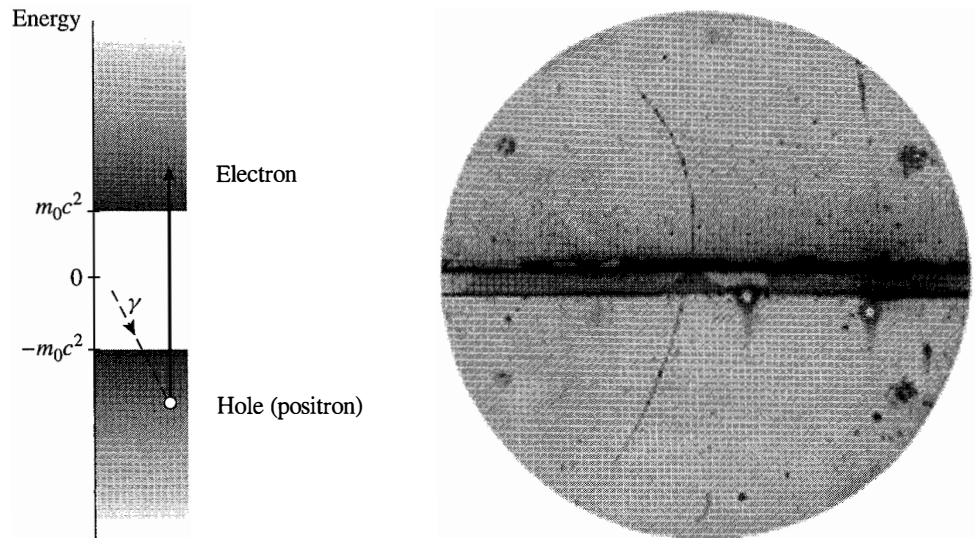 Energy
Electron
m₀c²
0
γ
−m₀c²
Hole (positron)